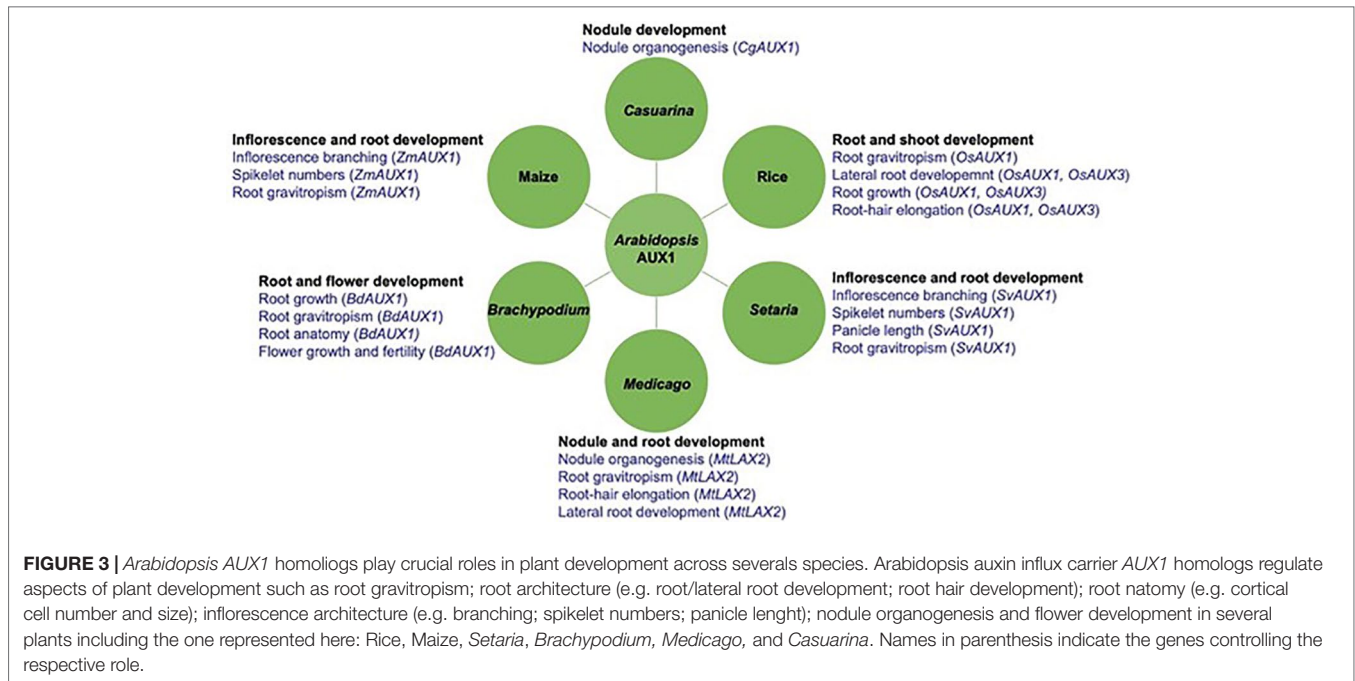 Nodule development
Nodule organogenesis (CgAUX1)
Casuarina
Inflorescence and root development
Inflorescence branching (ZmAUX1)
Spikelet numbers (ZmAUX1)
Root gravitropism (ZmAUX1)
Maize
Rice
Root and shoot development
Root gravitropism (OsAUX1)
Lateral root developemnt (OsAUX1, OsAUX3)
Root growth (OsAUX1, OsAUX3)
Root-hair elongation (OsAUX1, OsAUX3)
Arabidopsis
AUX1
Root and flower development
Root growth (BdAUX1)
Root gravitropism (BdAUX1)
Root anatomy (BdAUX1)
Flower growth and fertility (BdAUX1)
Brachypodium
Setaria
Inflorescence and root development
Inflorescence branching (SvAUX1)
Spikelet numbers (SvAUX1)
Panicle length (SvAUX1)
Root gravitropism (SvAUX1)
Medicago
Nodule and root development
Nodule organogenesis (MtLAX2)
Root gravitropism (MtLAX2)
Root-hair elongation (MtLAX2)
Lateral root development (MtLAX2)
FIGURE 3 | Arabidopsis AUX1 homoliogs play crucial roles in plant development across severals species. Arabidopsis auxin influx carrier AUX1 homologs regulate
aspects of plant development such as root gravitropism; root architecture (e.g. root/lateral root development; root hair development); root natomy (e.g. cortical
cell number and size); inflorescence architecture (e.g. branching; spikelet numbers; panicle lenght); nodule organogenesis and flower development in several
plants including the one represented here: Rice, Maize, Setaria, Brachypodium, Medicago, and Casuarina. Names in parenthesis indicate the genes controlling the
respective role.